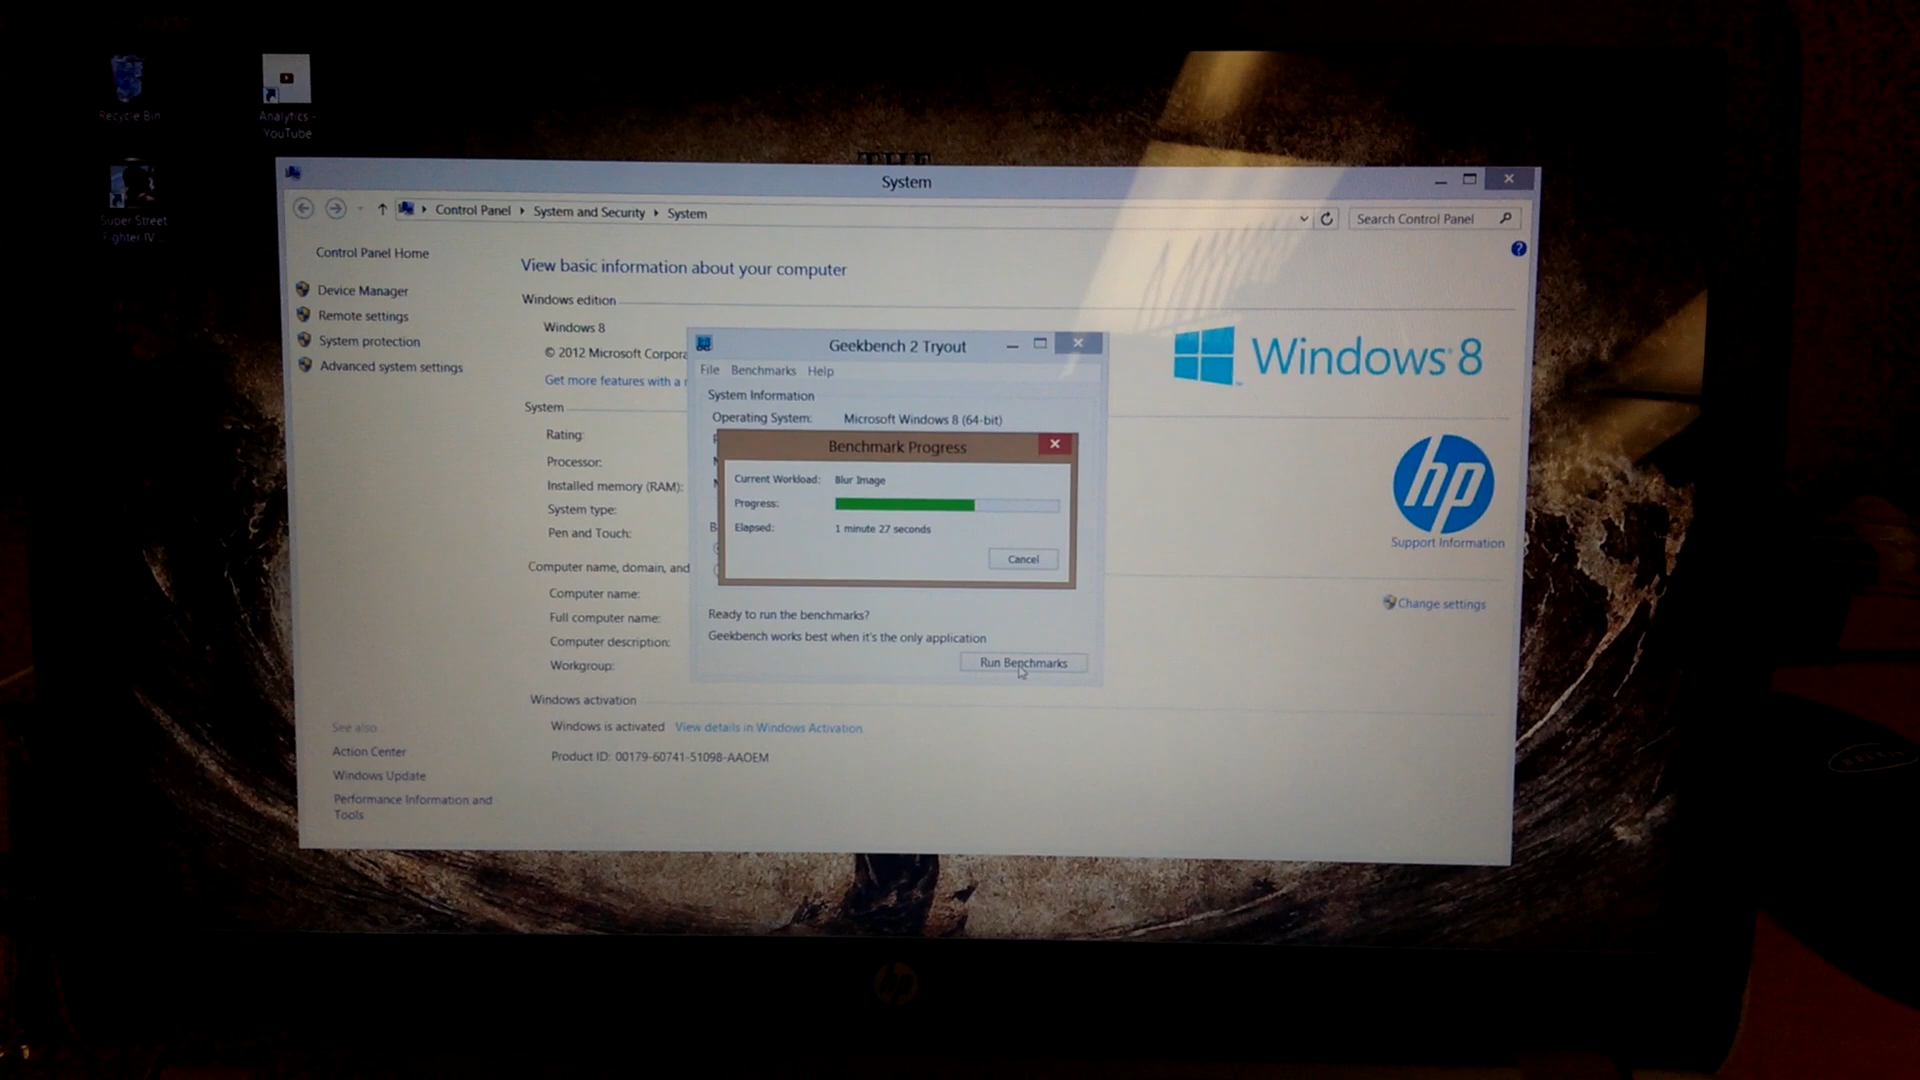 Recycle Bin
Analytics -
YouTube
Super Street
Fighter IV ...
THE
System
Control Panel System and Security System
Search Control Panel
Control Panel Home
Device Manager
Remote settings
System protection
Advanced system settings
View basic information about your computer
Windows edition
Windows 8
© 2012 Microsoft Corpora
Get more features with a
Windows 8
System
Rating:
Processor:
Installed memory (RAM):
System type:
Pen and Touch:
hp
Support Information
Computer name, domain, and
Computer name:
Full computer name:
Computer description:
Workgroup:
Change settings
Windows activation
Windows is activated View details in Windows Activation
Product ID: 00179-60741-51098-AAOEM
See also
Action Center
Windows Update
Performance Information and
Tools
Geekbench 2 Tryout
File Benchmarks Help
System Information
Operating System: Microsoft Windows 8 (64-bit)
Benchmark Progress
Current Workload: Blur Image
Progress:
Elapsed: 1 minute 27 seconds
Cancel
Ready to run the benchmarks?
Geekbench works best when it's the only application
Run Benchmarks
hp